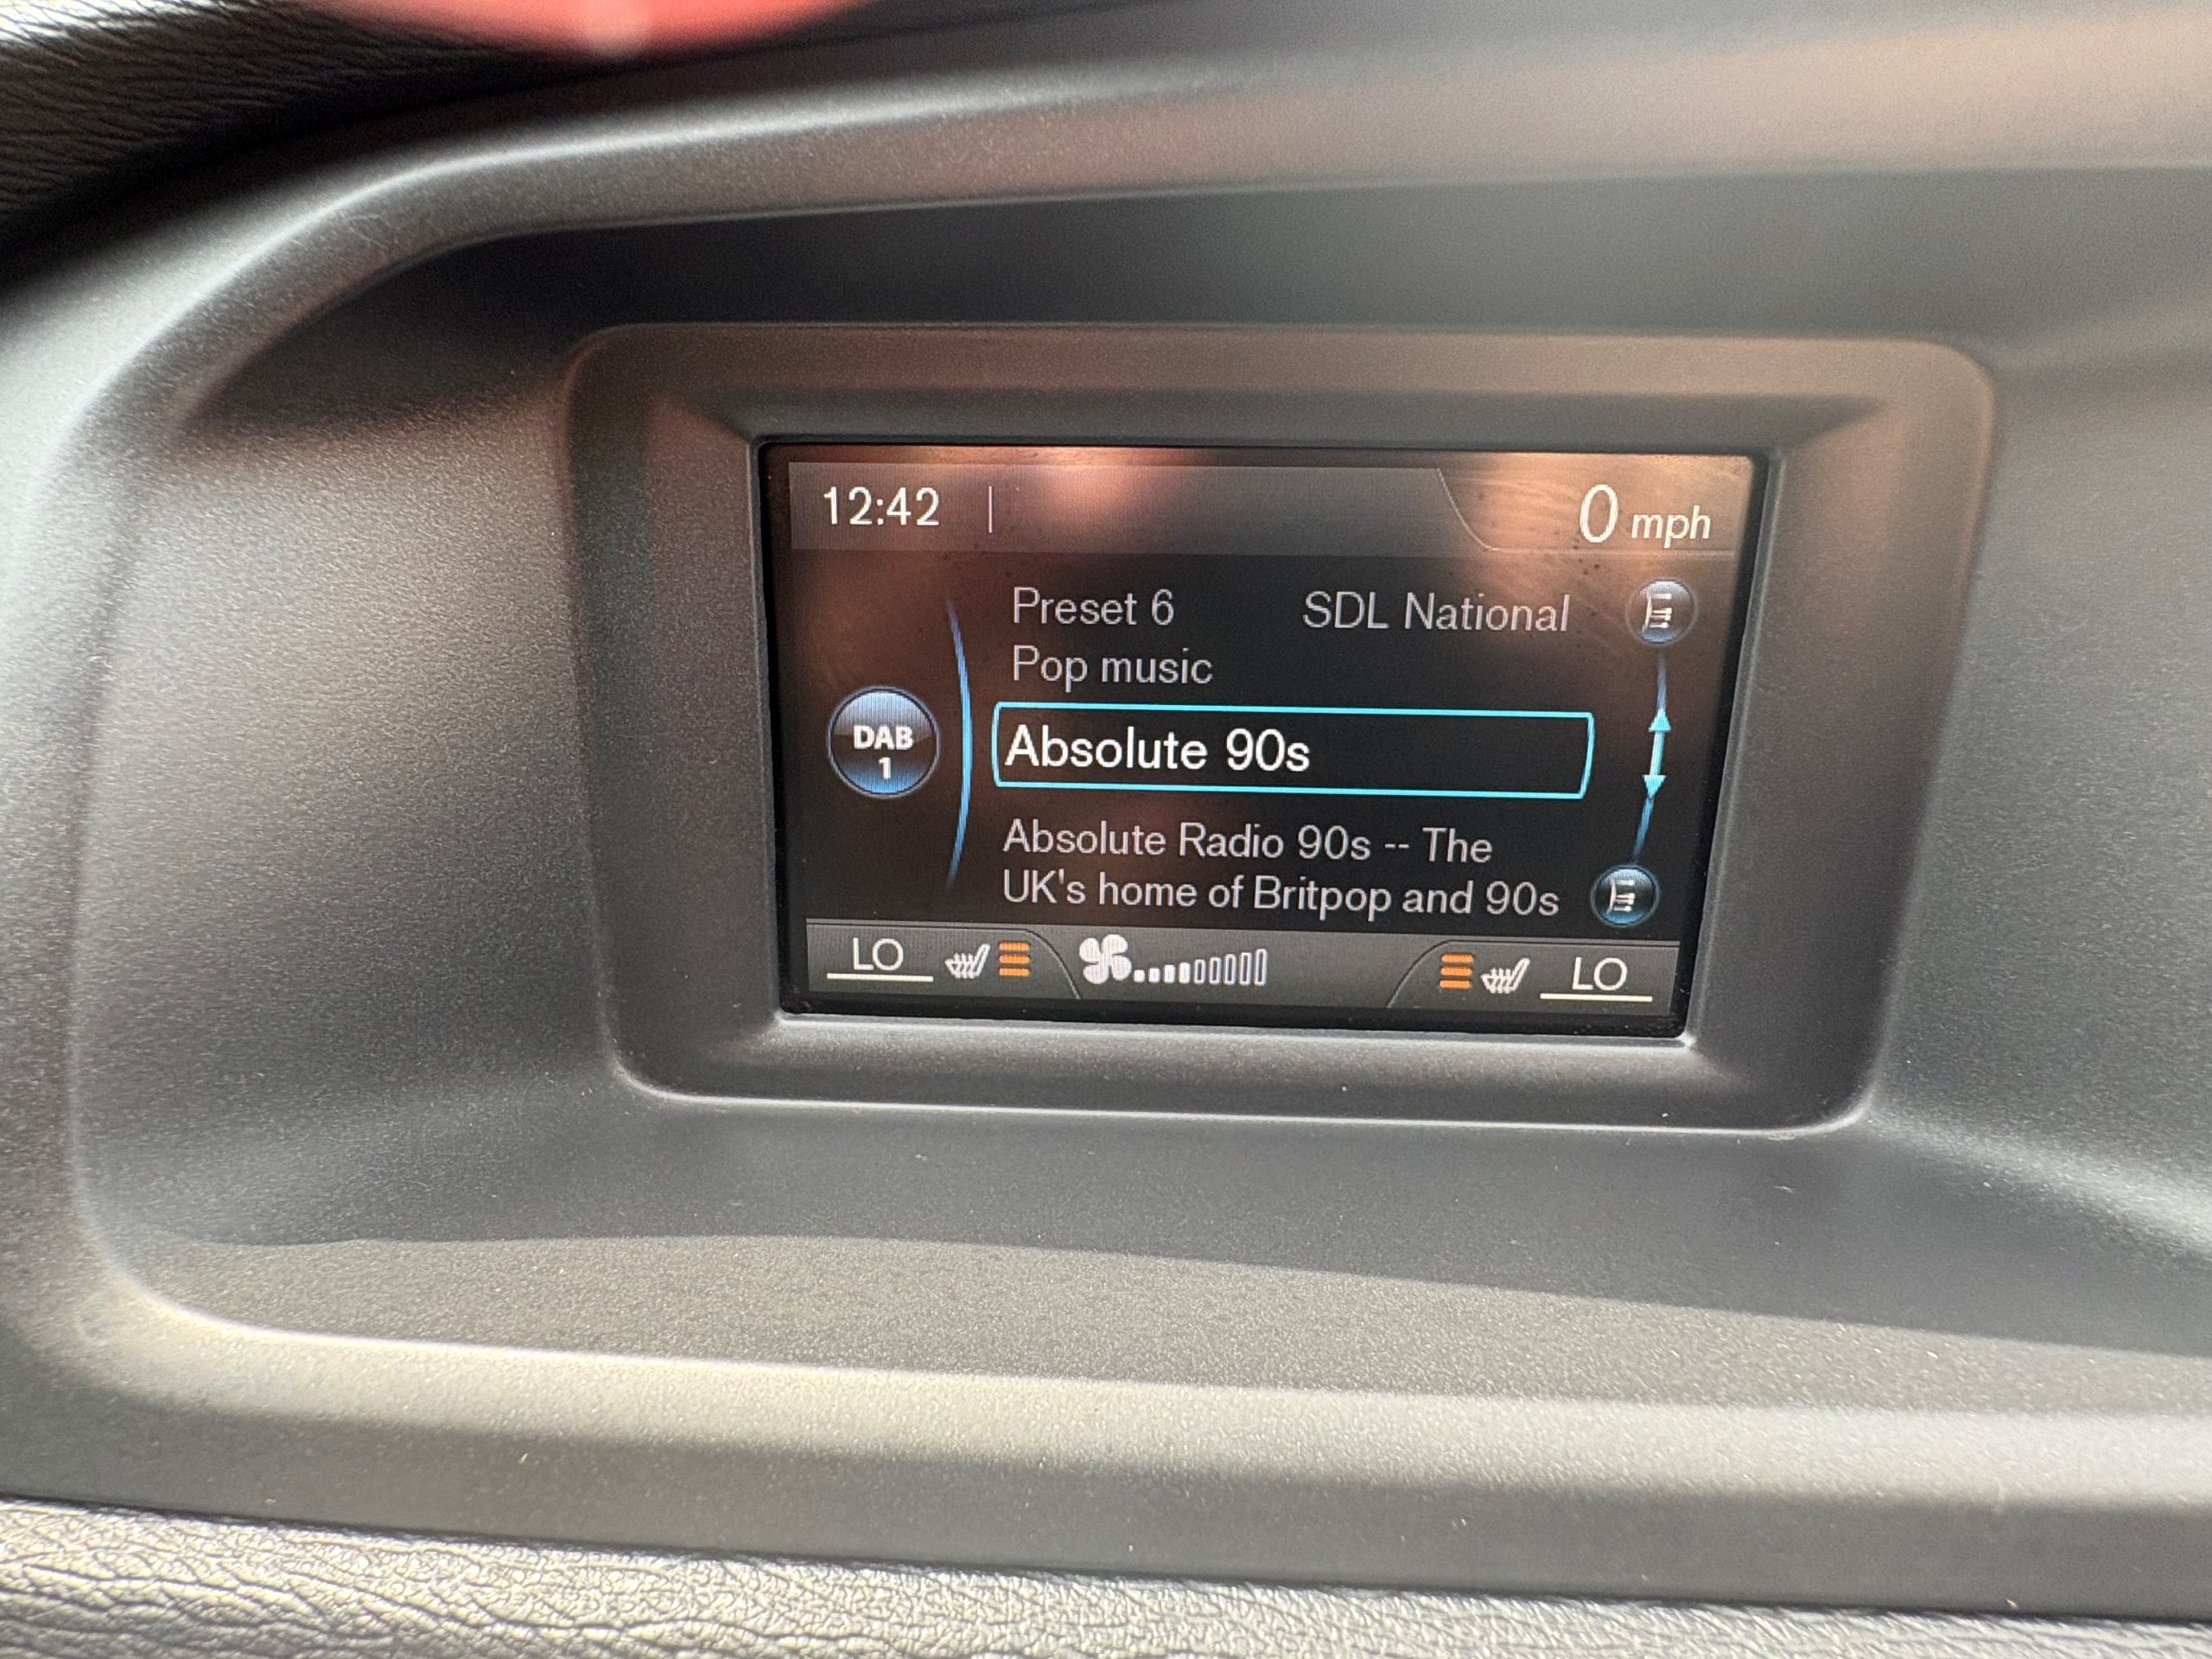 12:42 0 mph
Preset 6 SDL National
Pop music
DAB
1
Absolute 90s
Absolute Radio 90s -- The
UK's home of Britpop and 90s
LO LO